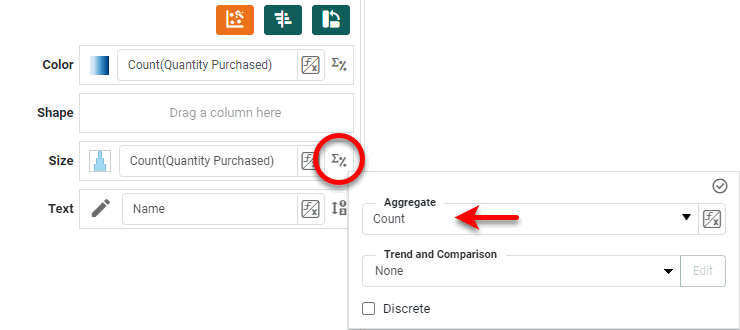 Color
Count(Quantity Purchased)
Shape
Drag a column here
Size
Count(Quantity Purchased)
Text
Name
Aggregate
Count
Trend and Comparison
None
Edit
Discrete